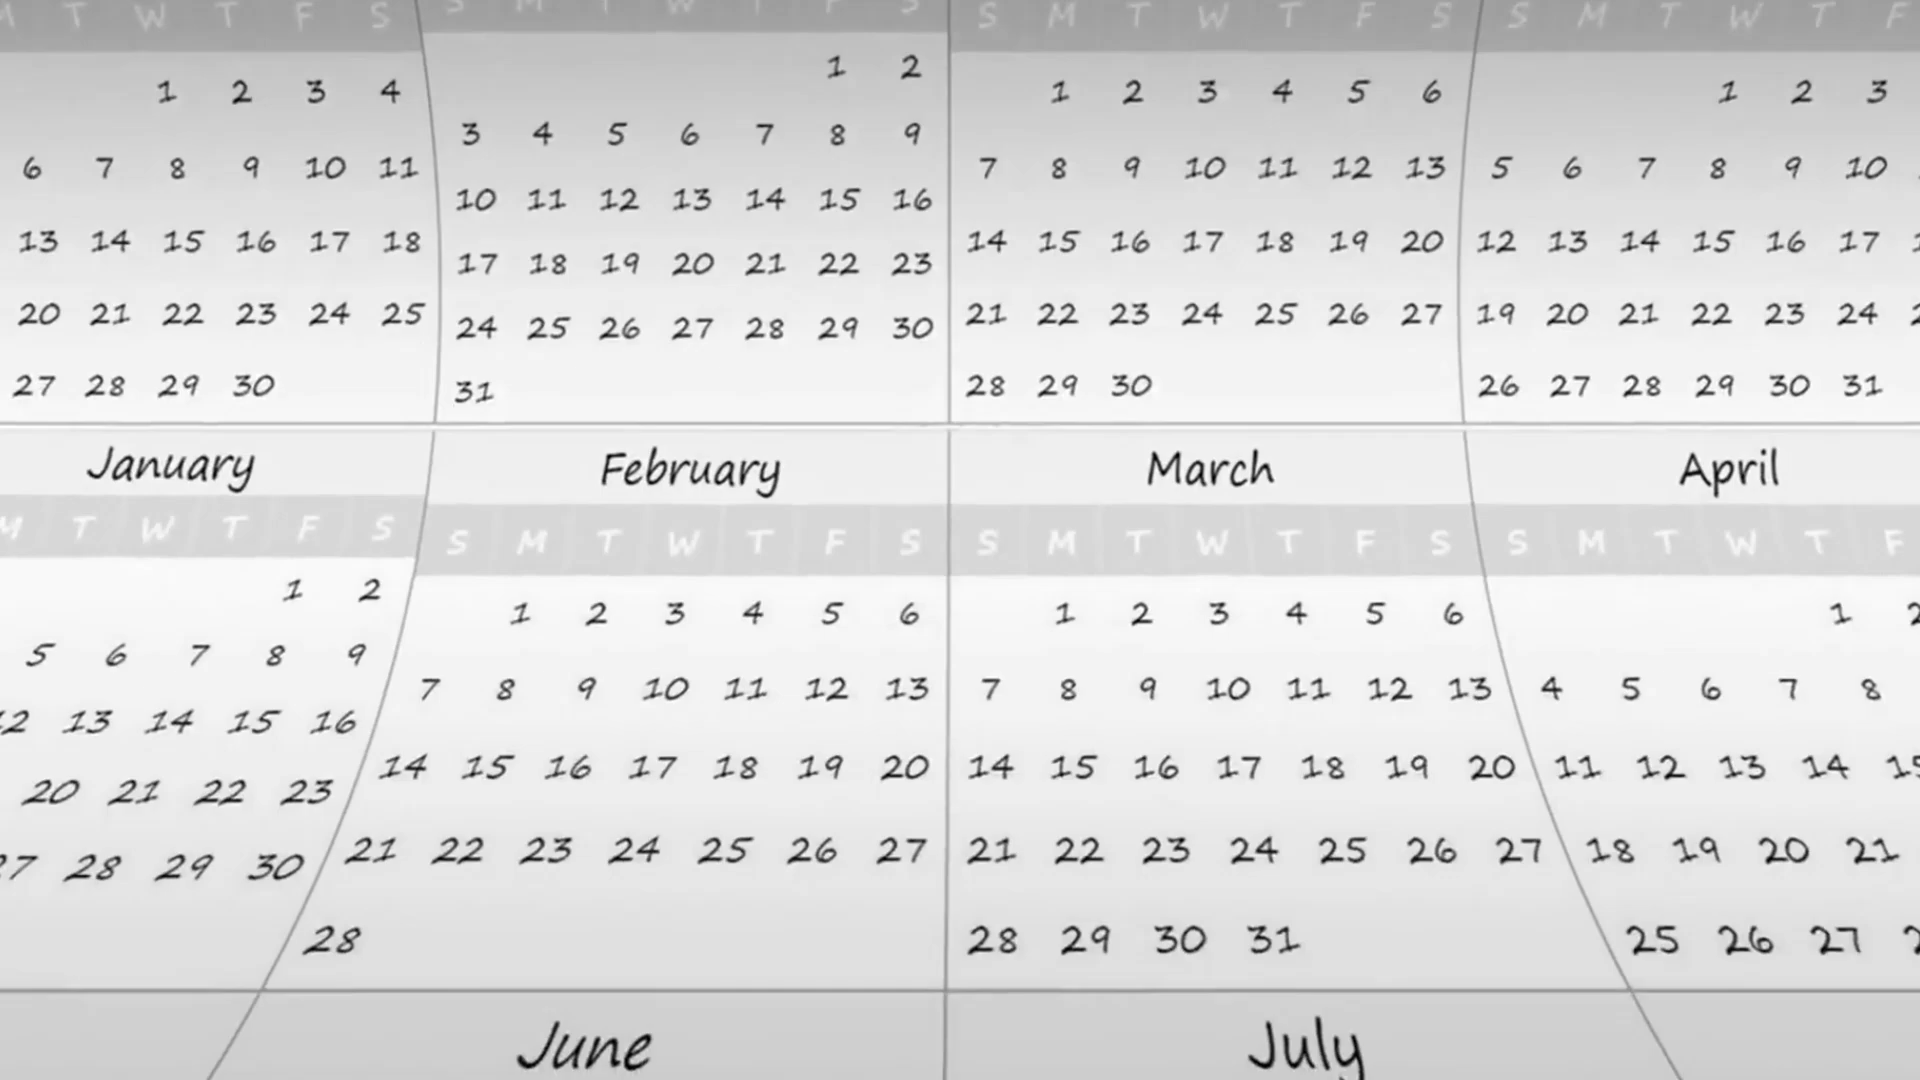 M T W T F S
S M T W T F S
S M T W T F S
S M T W T F
1 2 3 4
6 7 8 9 10 11
13 14 15 16 17 18
20 21 22 23 24 25
27 28 29 30
1 2
3 4 5 6 7 8 9
10 11 12 13 14 15 16
17 18 19 20 21 22 23
24 25 26 27 28 29 30
31
1 2 3 4 5 6
7 8 9 10 11 12 13
14 15 16 17 18 19 20
21 22 23 24 25 26 27
28 29 30
1 2 3
5 6 7 8 9 10
12 13 14 15 16 17
19 20 21 22 23 24
26 27 28 29 30 31
January
M T W T F S
1 2
5 6 7 8 9
12 13 14 15 16
20 21 22 23
27 28 29 30
February
S M T W T F S
1 2 3 4 5 6
7 8 9 10 11 12 13
14 15 16 17 18 19 20
21 22 23 24 25 26 27
28
March
S M T W T F S
1 2 3 4 5 6
7 8 9 10 11 12 13
14 15 16 17 18 19 20
21 22 23 24 25 26 27
28 29 30 31
April
S M T W T F
1 2
4 5 6 7 8
11 12 13 14 15
18 19 20 21
25 26 27
June
July